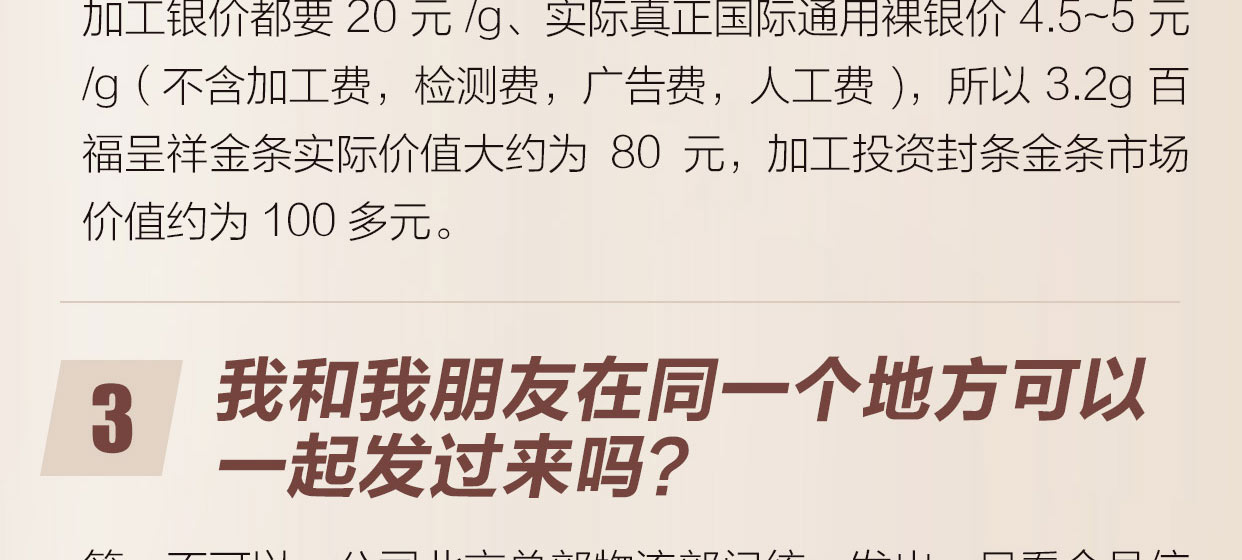 加工银价都要 20 元 /g、实际真正国际通用裸银价 4.5~5 元
/g（不含加工费，检测费，广告费，人工费），所以 3.2g 百
福呈祥金条实际价值大约为 80 元，加工投资封条金条市场
价值约为 100 多元。
3
我和我朋友在同一个地方可以
一起发过来吗？